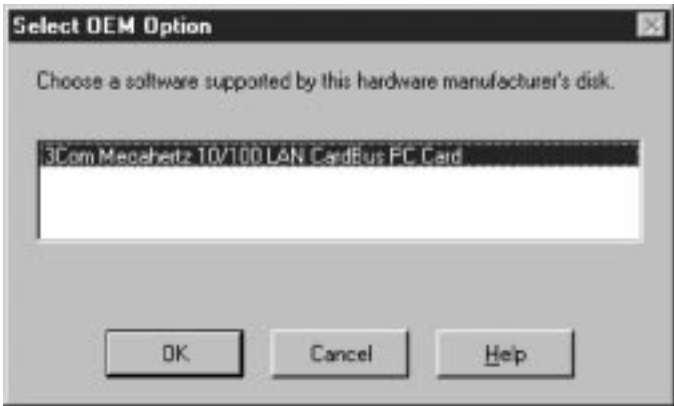 Select OEM Option
Choose a software supported by this hardware manufacturer's disk.
3Com Megahertz 10/100 LAN CardBus PC Card
OK
Cancel
Help